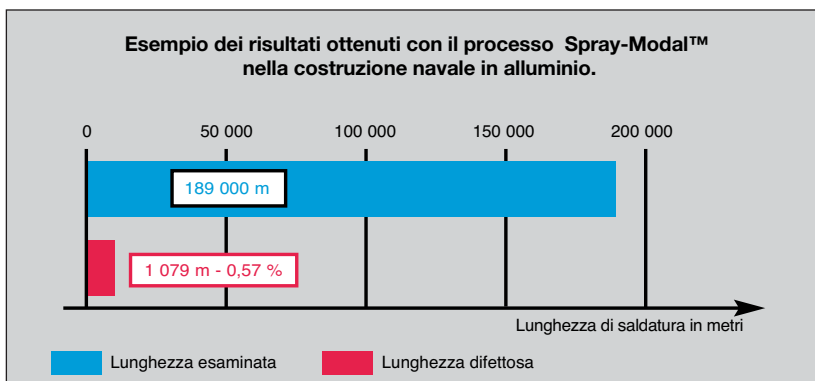 Esempio dei risultati ottenuti con il processo Spray-Modal™
nella costruzione navale in alluminio.
0 50 000 100 000 150 000 200 000
189 000 m
1 079 m - 0,57 %
Lunghezza di saldatura in metri
Lunghezza esaminata Lunghezza difettosa